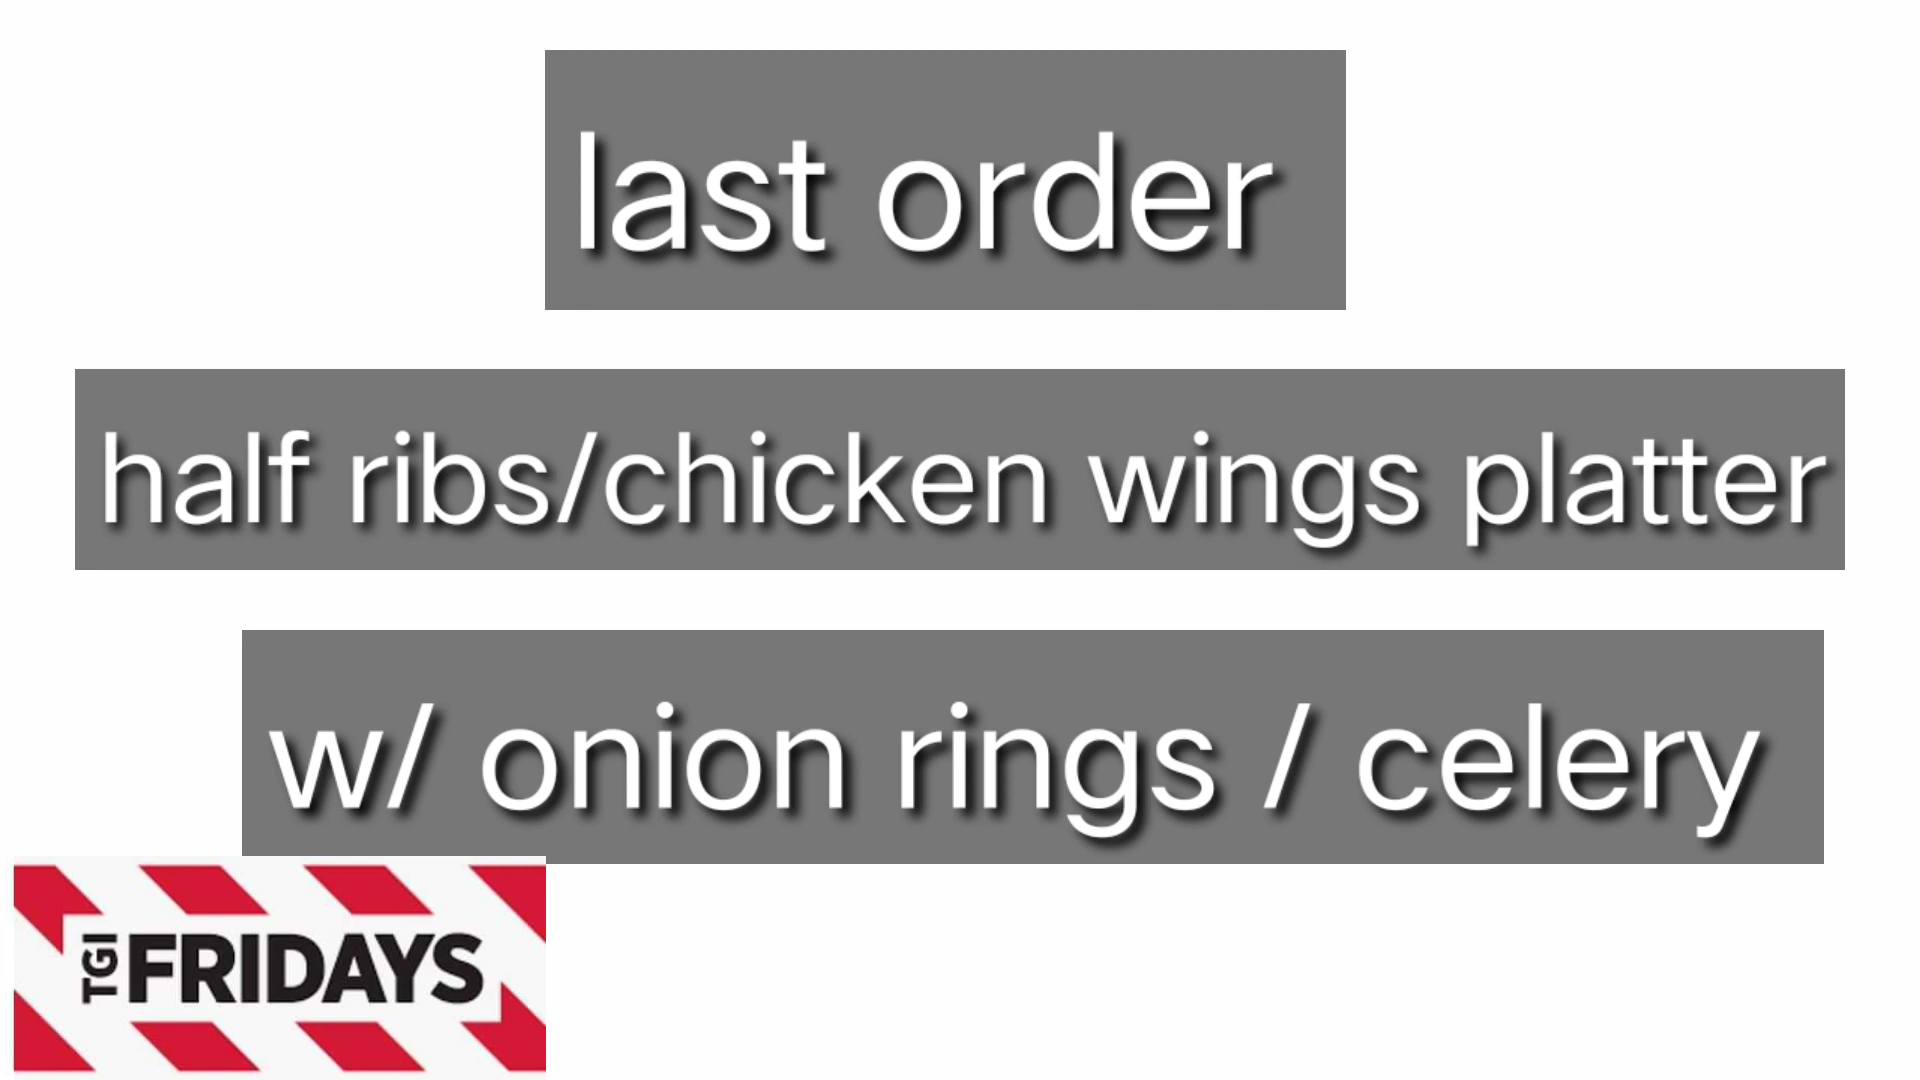 last order
half ribs/chicken wings platter
w/ onion rings / celery
TGI FRIDAYS